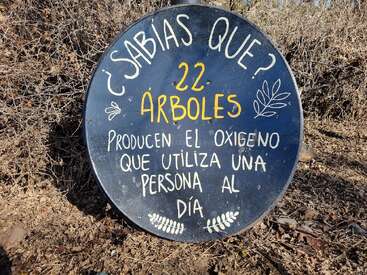 ¿SABÍAS QUE?
22
ÁRBOLES
PRODUCEN EL OXIGENO
QUE UTILIZA UNA
PERSONA AL
DÍA